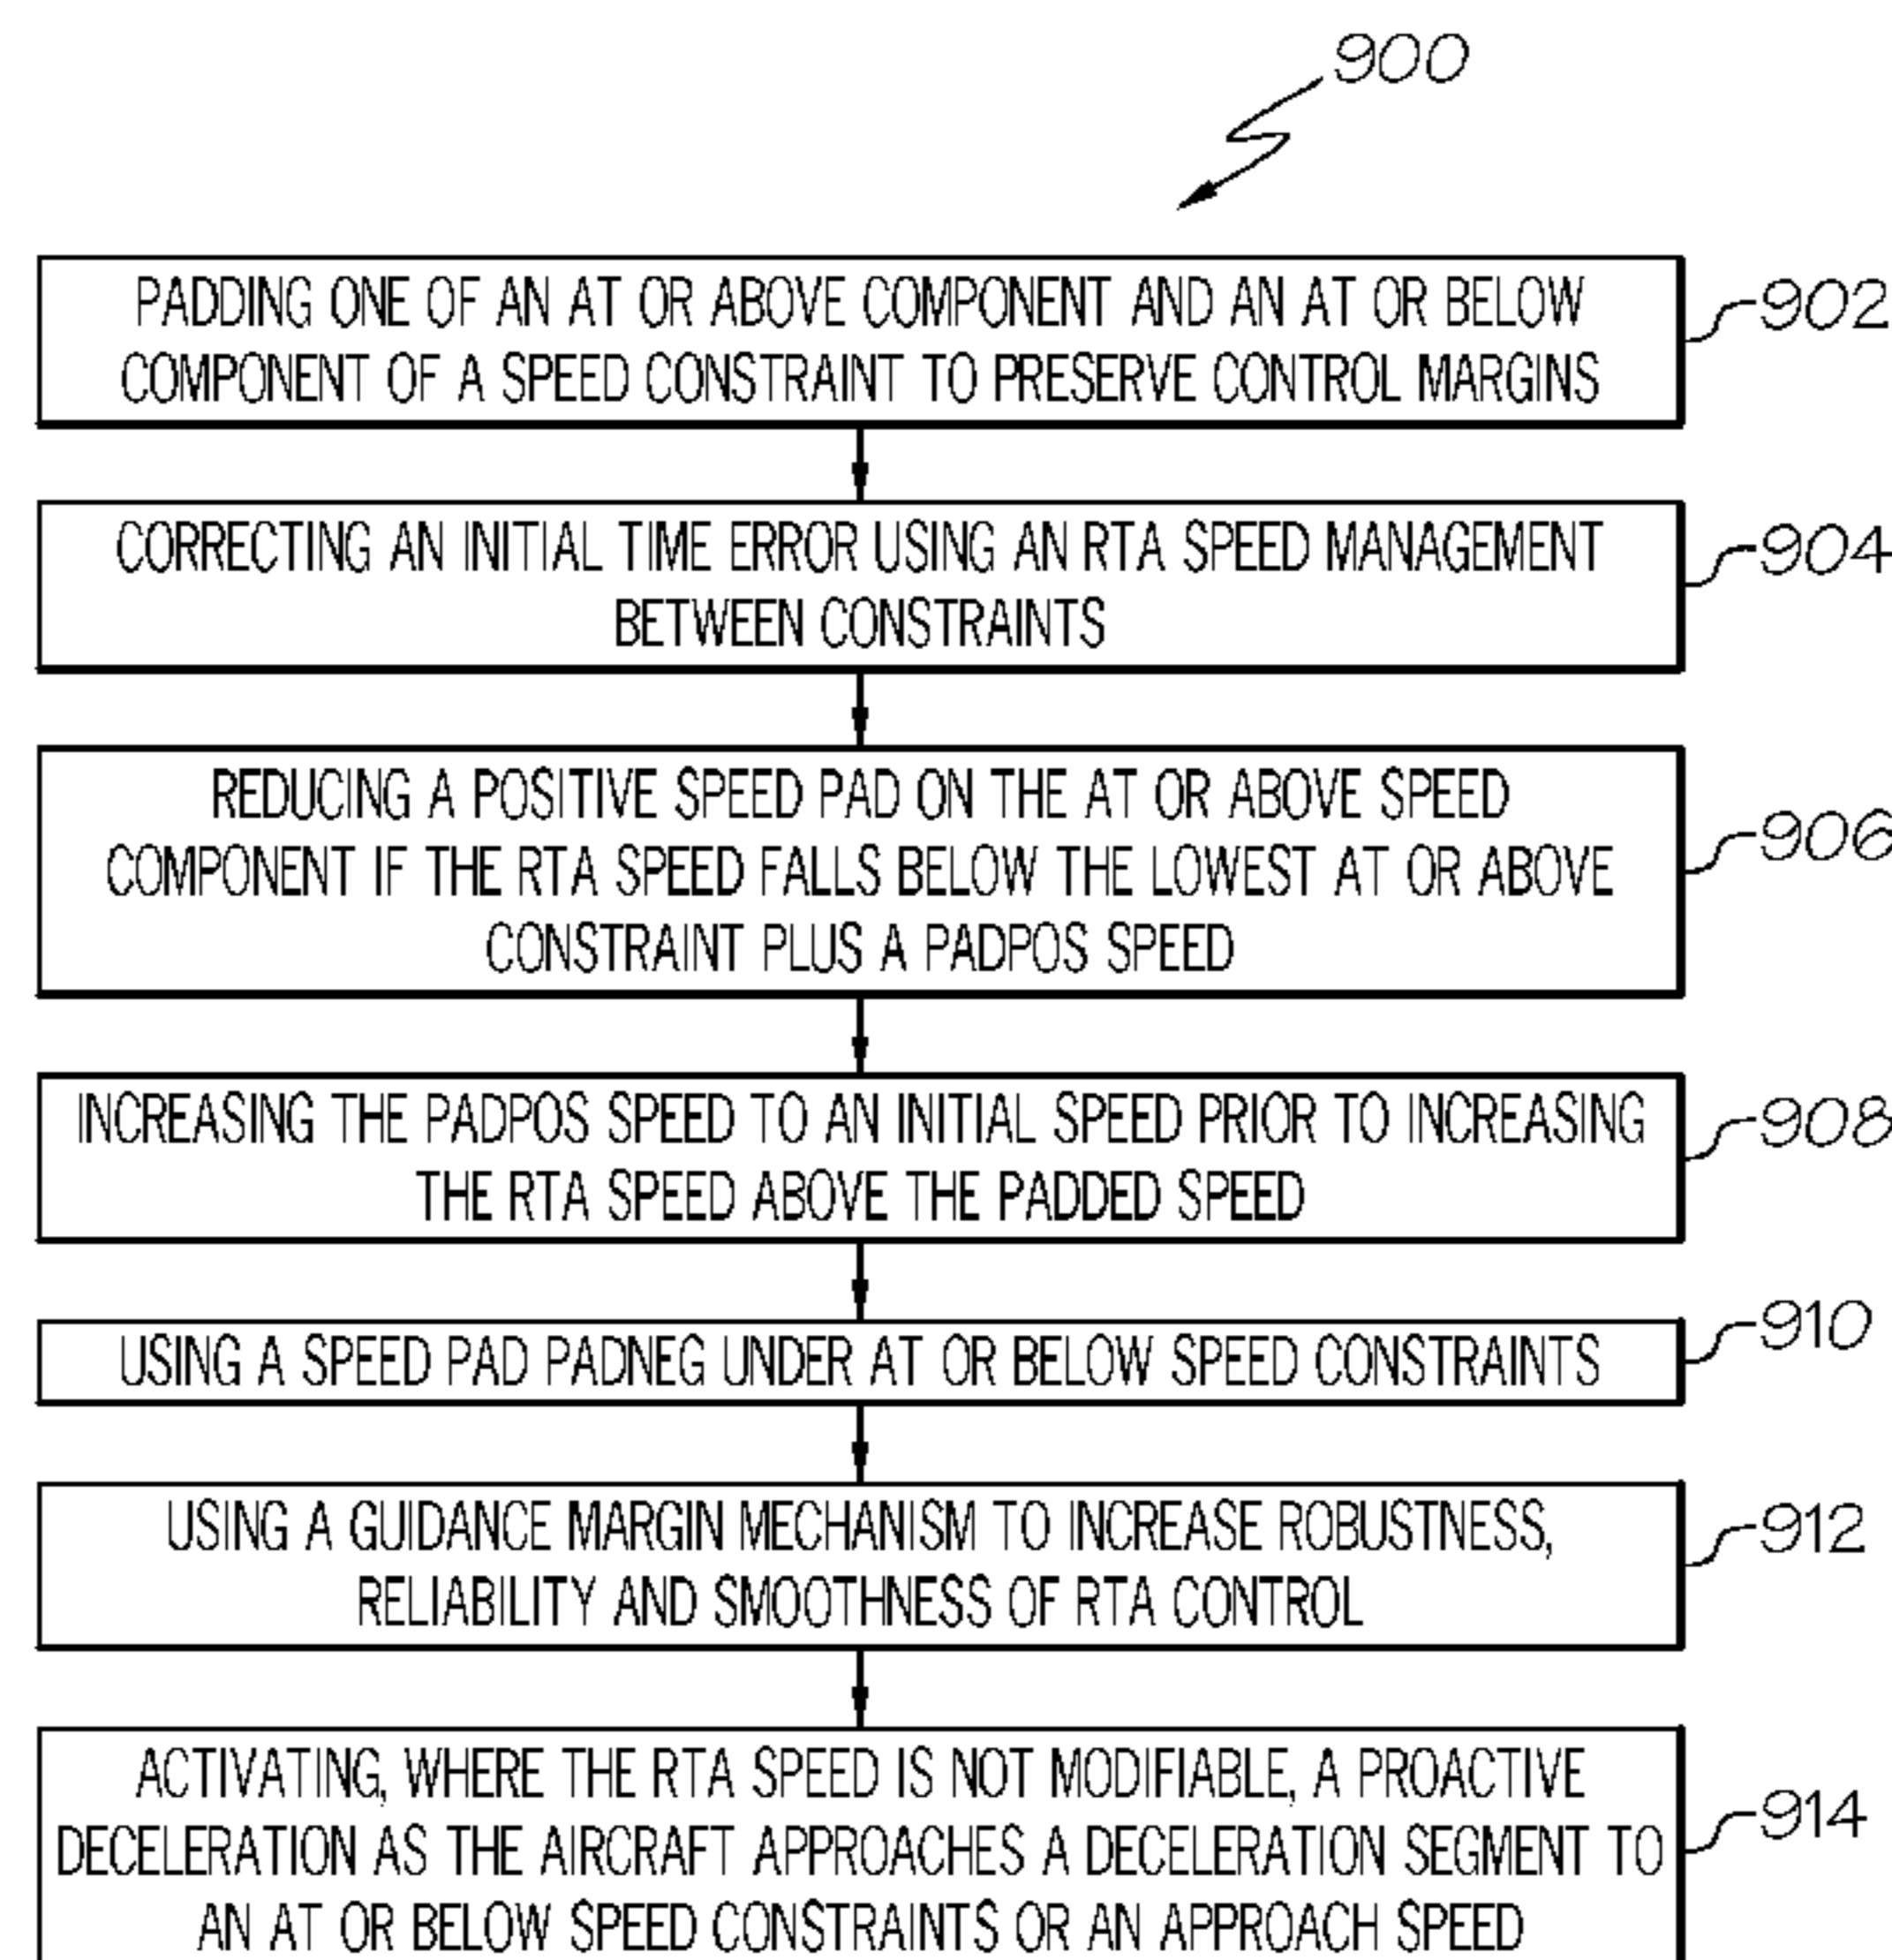 900
PADDING ONE OF AN AT OR ABOVE COMPONENT AND AN AT OR BELOW
COMPONENT OF A SPEED CONSTRAINT TO PRESERVE CONTROL MARGINS
902
CORRECTING AN INITIAL TIME ERROR USING AN RTA SPEED MANAGEMENT
BETWEEN CONSTRAINTS
904
REDUCING A POSITIVE SPEED PAD ON THE AT OR ABOVE SPEED
COMPONENT IF THE RTA SPEED FALLS BELOW THE LOWEST AT OR ABOVE
CONSTRAINT PLUS A PADPOS SPEED
906
INCREASING THE PADPOS SPEED TO AN INITIAL SPEED PRIOR TO INCREASING
THE RTA SPEED ABOVE THE PADDED SPEED
908
USING A SPEED PAD PADNEG UNDER AT OR BELOW SPEED CONSTRAINTS
910
USING A GUIDANCE MARGIN MECHANISM TO INCREASE ROBUSTNESS,
RELIABILITY AND SMOOTHNESS OF RTA CONTROL
912
ACTIVATING, WHERE THE RTA SPEED IS NOT MODIFIABLE, A PROACTIVE
DECELERATION AS THE AIRCRAFT APPROACHES A DECELERATION SEGMENT TO
AN AT OR BELOW SPEED CONSTRAINTS OR AN APPROACH SPEED
914